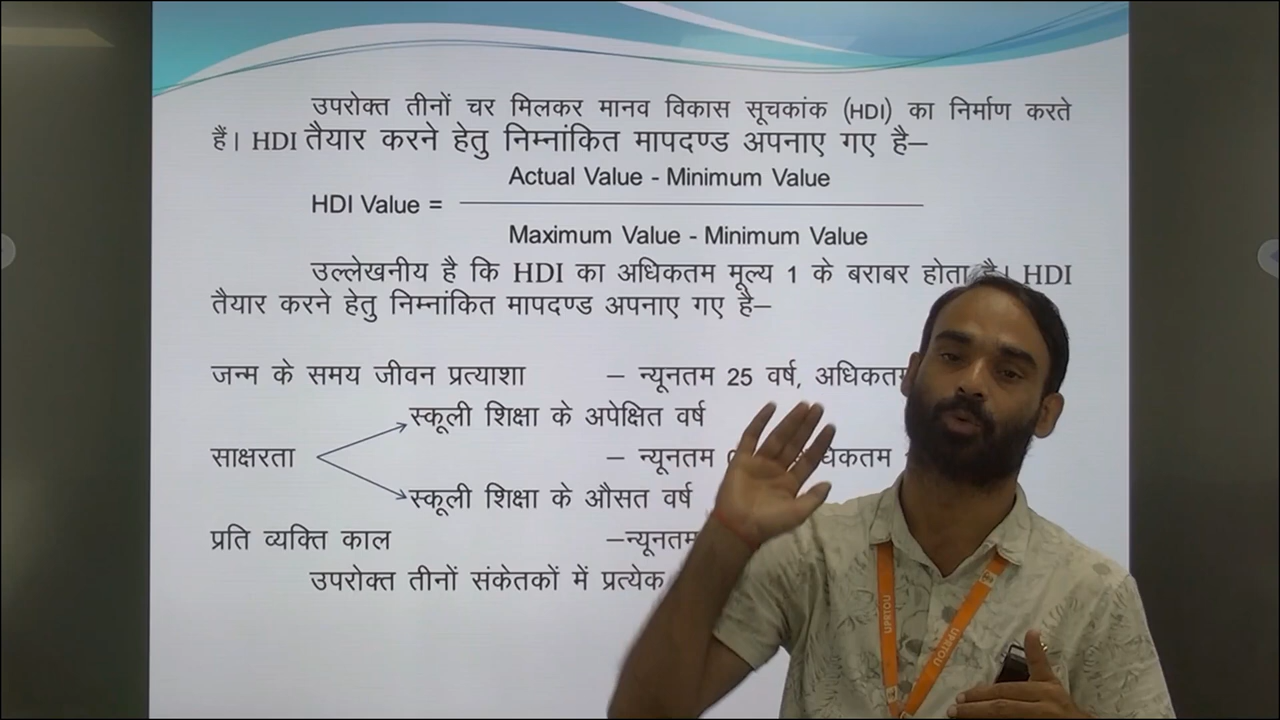 उपरोक्त तीनों चर मिलकर मानव विकास सूचकांक (HDI) का निर्माण करते
हैं। HDI तैयार करने हेतु निम्नांकित मापदण्ड अपनाए गए है–
Actual Value - Minimum Value
HDI Value =
Maximum Value - Minimum Value
उल्लेखनीय है कि HDI का अधिकतम मूल्य 1 के बराबर होता है। HDI
तैयार करने हेतु निम्नांकित मापदण्ड अपनाए गए है–
जन्म के समय जीवन प्रत्याशा – न्यूनतम 25 वर्ष, अधिकतम
स्कूली शिक्षा के अपेक्षित वर्ष
साक्षरता – न्यूनतम
स्कूली शिक्षा के औसत वर्ष
प्रति व्यक्ति काल –न्यूनतम
उपरोक्त तीनों संकेतकों में प्रत्येक
UPRTOU
UPRTOU